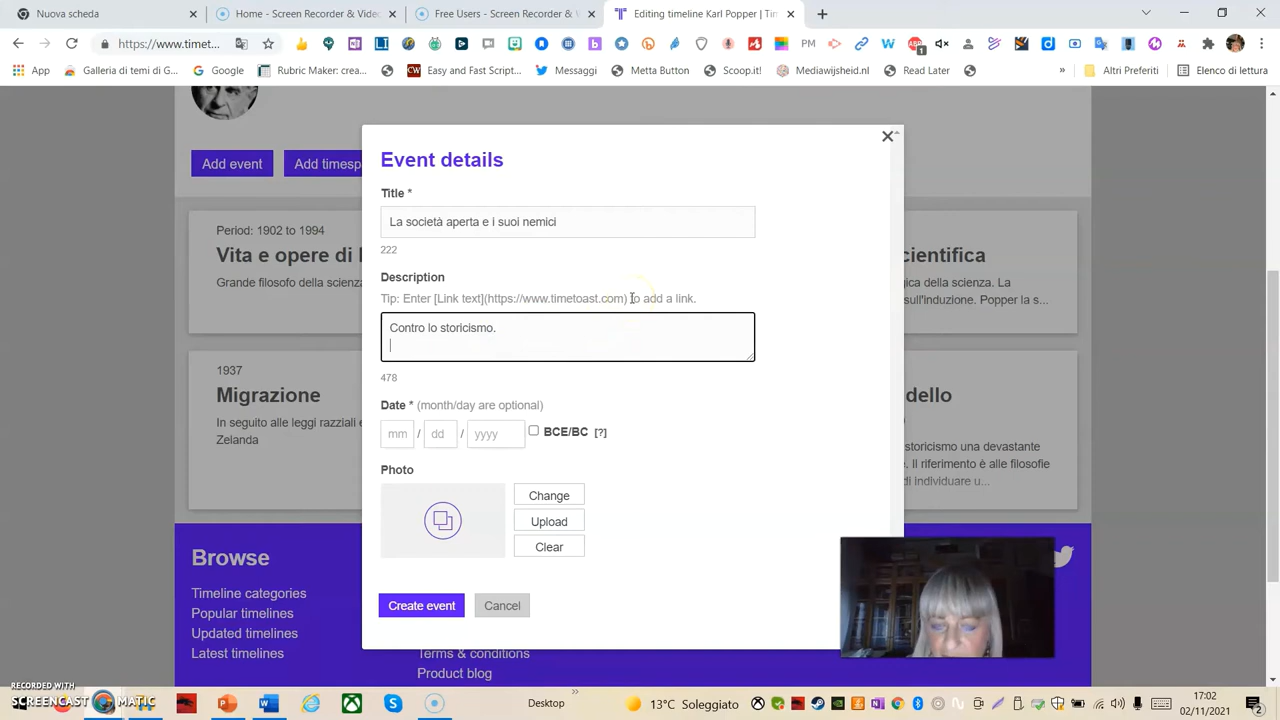 Nuova scheda
Home - Screen Recorder & Videot
Screen Recorder & Video Editor |
Editing timeline Karl Popper | Tim
https://www.timet...
App
Galleria di temi di G...
Google
Rubric Maker: crea...
Easy and Fast Script...
Messaggi
Metta Button
Scoop.it!
Mediawijsheid.nl
Read Later
»
Altri Preferiti
Elenco di lettura
Add event
Add timesp
Period: 1902 to 1994
Vita e opere di
Grande filosofo della scienza
cientifica
gica della scienza. Popper la s...
1937
Migrazione
In seguito alle leggi razziali e
Zelanda
dello
storicismo una devastante
e. Il riferimento è alle filosofie
di individuare u...
Event details
Title *
La società aperta e i suoi nemici
222
Description
Tip: Enter [Link text](https://www.timetoast.com) to add a link.
Contro lo storicismo.
478
Date * (month/day are optional)
mm / dd / yyyy BCE/BC [?]
Photo
Change
Upload
Clear
Create event
Cancel
Browse
Timeline categories
Popular timelines
Updated timelines
Latest timelines
Terms & conditions
Product blog
RECORDED WITH
SCREENCAST MATIC
Desktop
»
13°C Soleggiato
17:02
02/11/2021